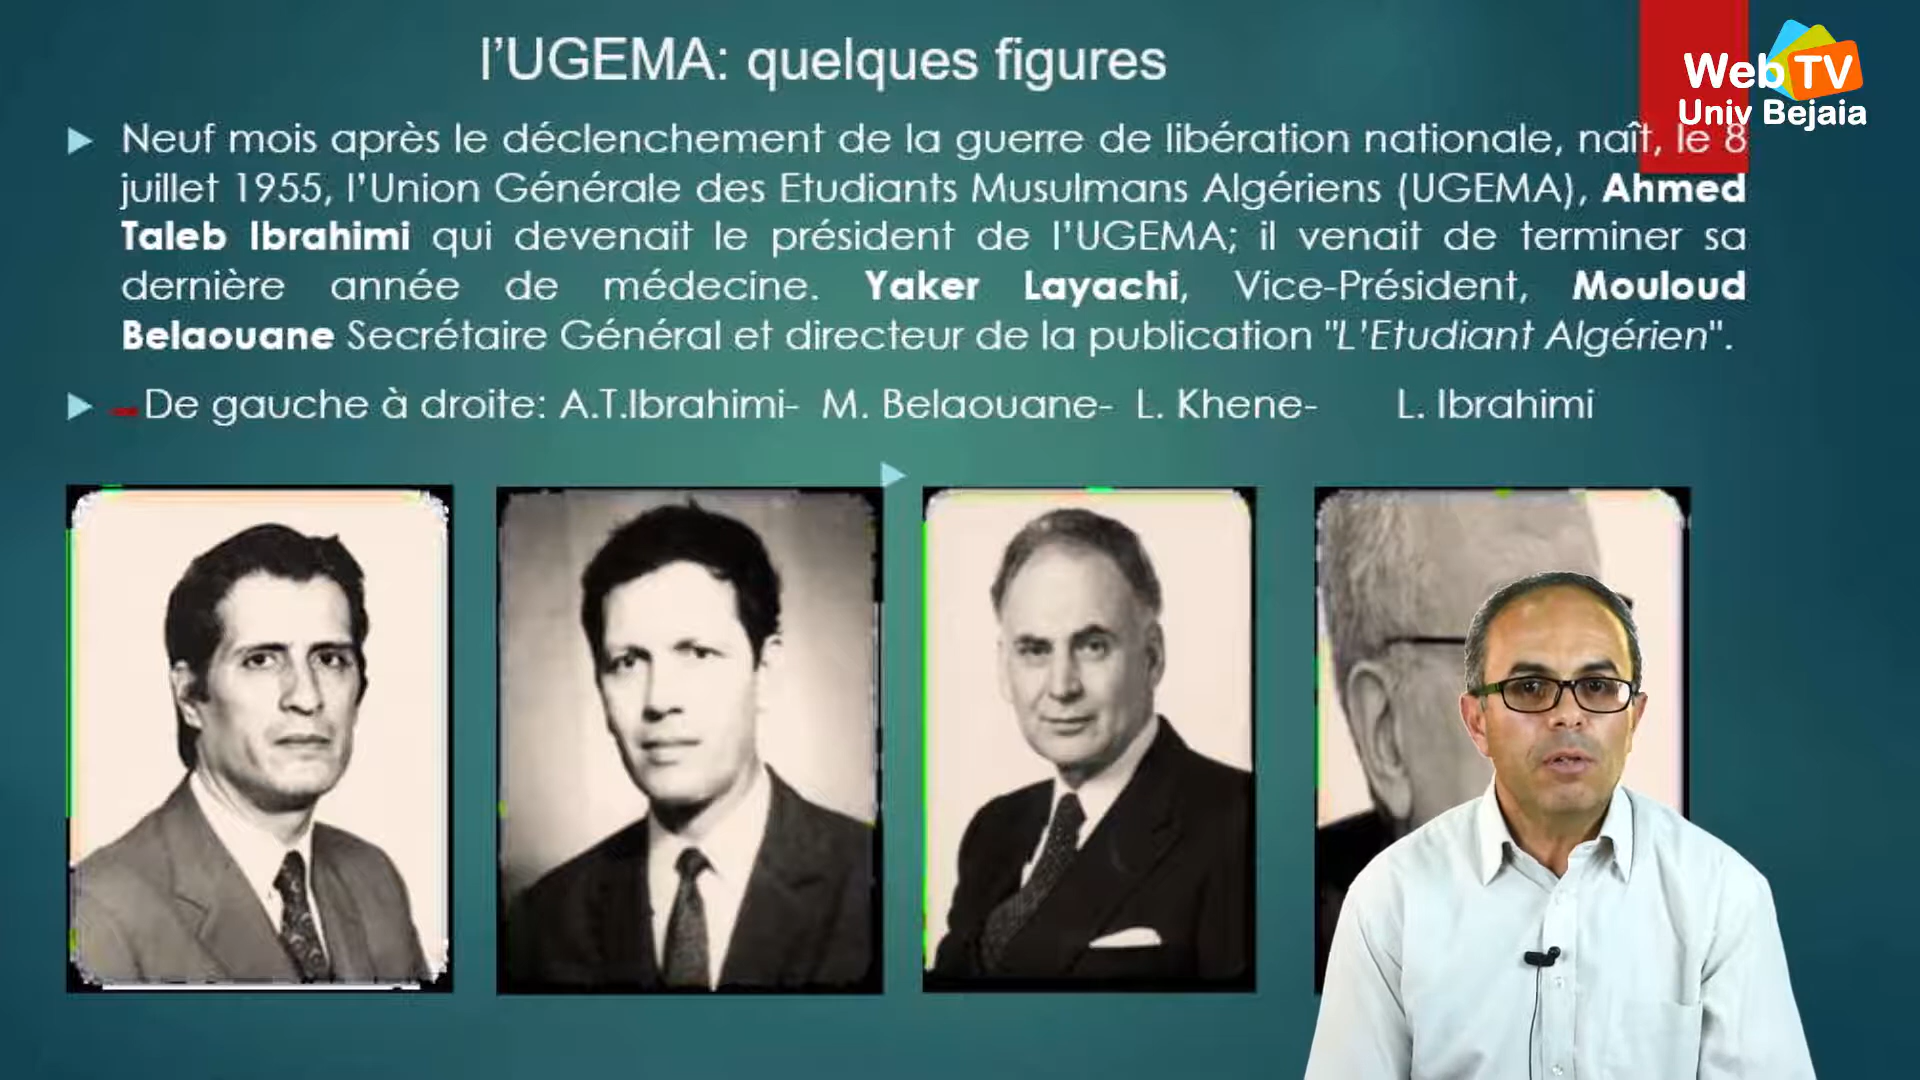 l'UGEMA: quelques figures
Web TV
Univ Bejaia
Neuf mois après le déclenchement de la guerre de libération nationale, naît, le 8
juillet 1955, l'Union Générale des Etudiants Musulmans Algériens (UGEMA), Ahmed
Taleb Ibrahimi qui devenait le président de l'UGEMA; il venait de terminer sa
dernière année de médecine. Yaker Layachi, Vice-Président, Mouloud
Belaouane Secrétaire Général et directeur de la publication "L'Etudiant Algérien".
De gauche à droite: A.T.Ibrahimi- M. Belaouane- L. Khene- L. Ibrahimi